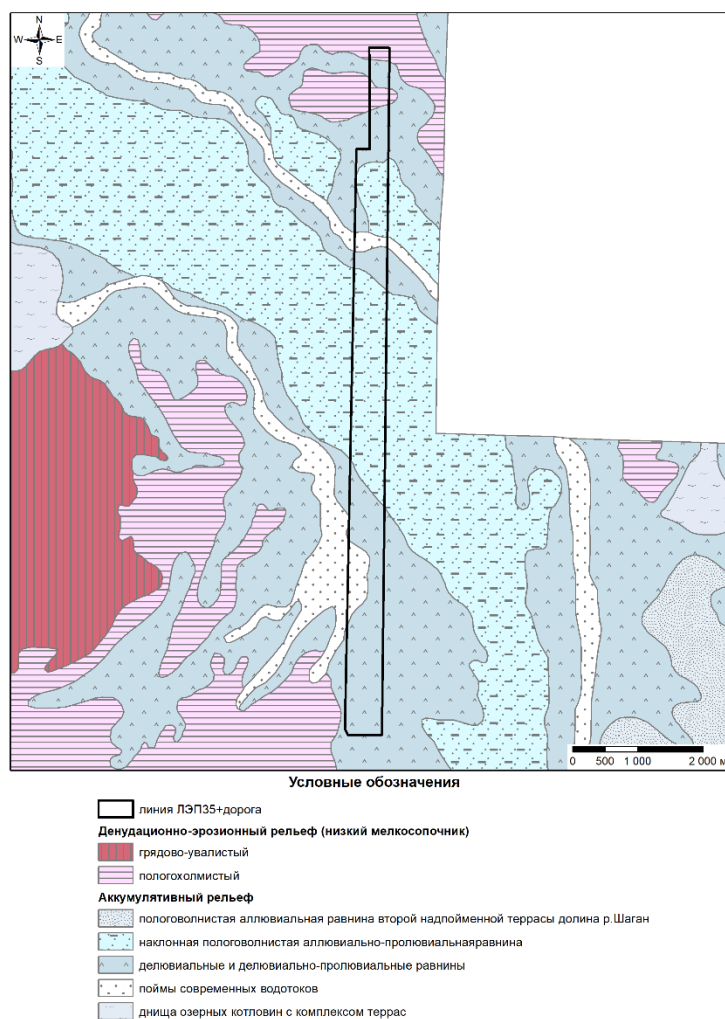 N
W E
S
0 500 1 000 2 000 м
Условные обозначения
линия ЛЭП35+дорога
Денудационно-эрозионный рельеф (низкий мелкосопочник)
грядово-увалистый
пологохолмистый
Аккумулятивный рельеф
пологоволнистая аллювиальная равнина второй надпойменной террасы долина р.Шаган
наклонная пологоволнистая аллювиально-пролювиальнаяравнина
делювиальные и делювиально-пролювиальные равнины
поймы современных водотоков
днища озерных котловин с комплексом террас